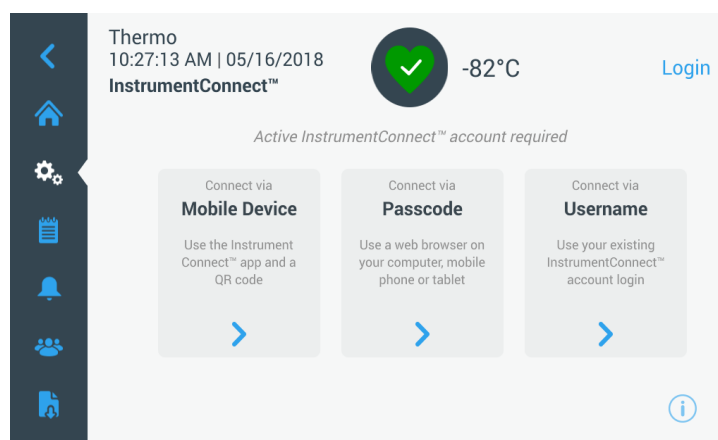 Thermo
10:27:13 AM | 05/16/2018
InstrumentConnect™
-82°C
Login
Active InstrumentConnect™ account required
Connect via
Mobile Device
Use the Instrument
Connect™ app and a
QR code
Connect via
Passcode
Use a web browser on
your computer, mobile
phone or tablet
Connect via
Username
Use your existing
InstrumentConnect™
account login